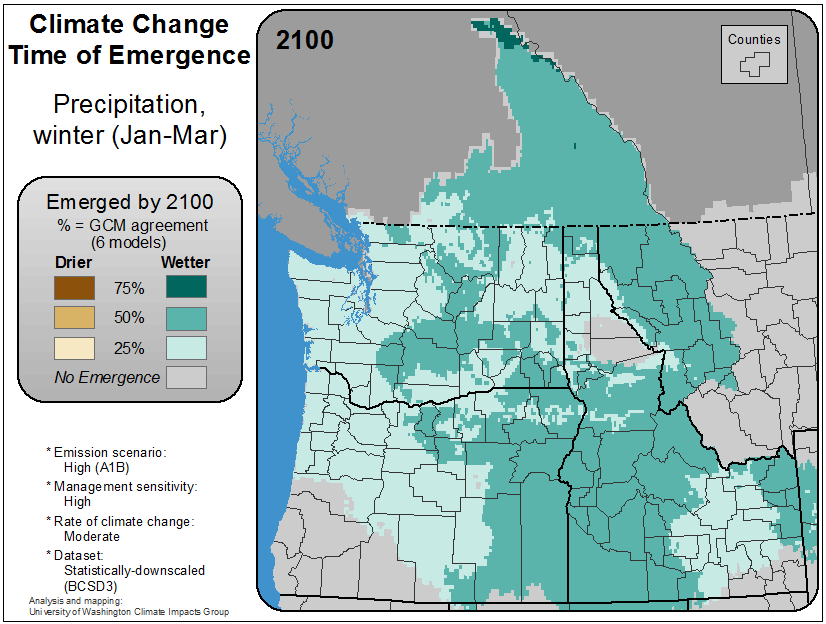 Climate Change
Time of Emergence
Precipitation,
winter (Jan-Mar)
Emerged by 2100
% = GCM agreement
(6 models)
Drier Wetter
75%
50%
25%
No Emergence
* Emission scenario:
High (A1B)
* Management sensitivity:
High
* Rate of climate change:
Moderate
* Dataset:
Statistically-downscaled
(BCSD3)
Analysis and mapping:
University of Washington Climate Impacts Group
2100
Counties